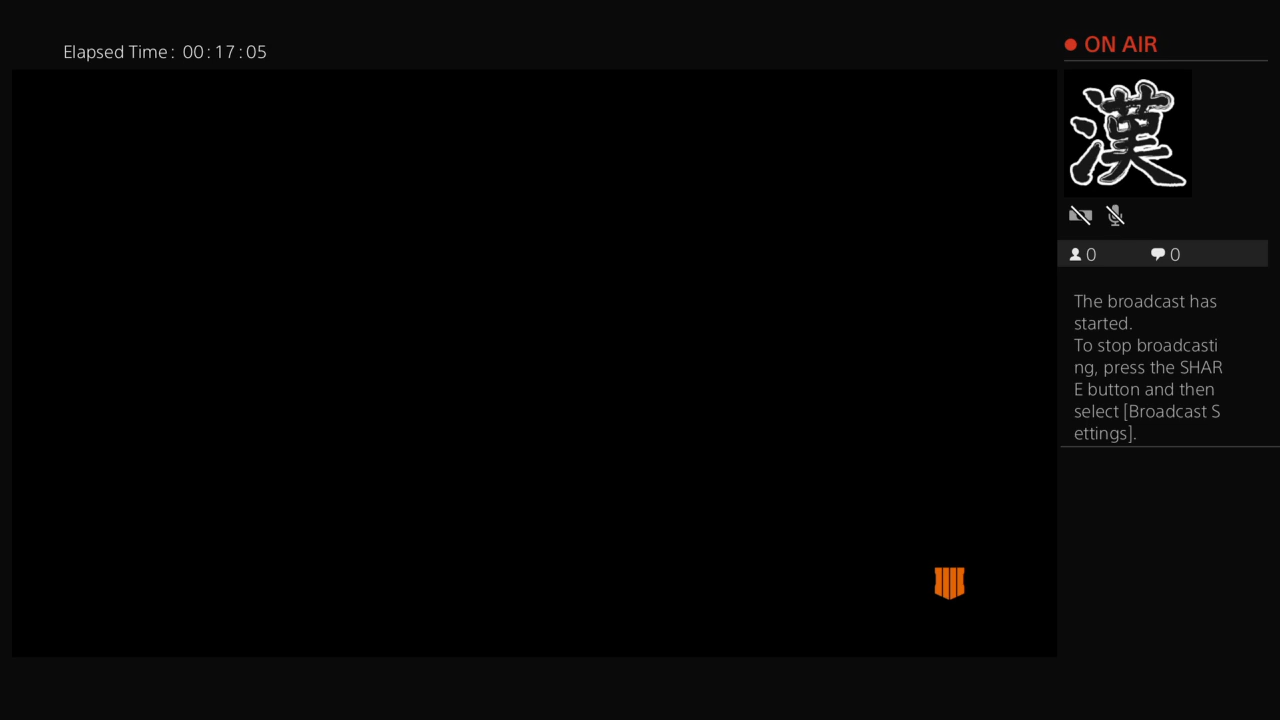 Elapsed Time: 00:17:05
ON AIR
漢
0 0
The broadcast has
started.
To stop broadcasti
ng, press the SHAR
E button and then
select [Broadcast S
ettings].